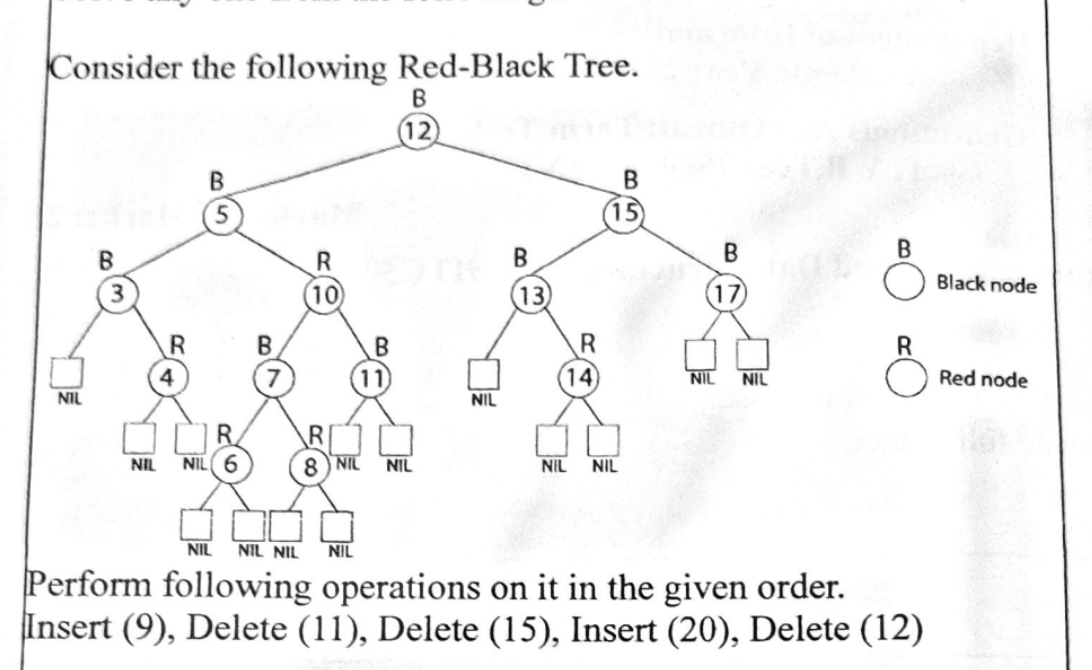 Consider the following Red-Black Tree.
B
12
B
5
B
15
B
3
R
10
B
13
B
17
B
Black node
R
4
B
7
B
11
R
14
R
Red node
NIL
NIL
NIL
NIL
NIL
NIL
R
6
R
8
NIL
NIL
NIL
NIL
NIL
NIL
NIL
NIL
Perform following operations on it in the given order.
Insert (9), Delete (11), Delete (15), Insert (20), Delete (12)